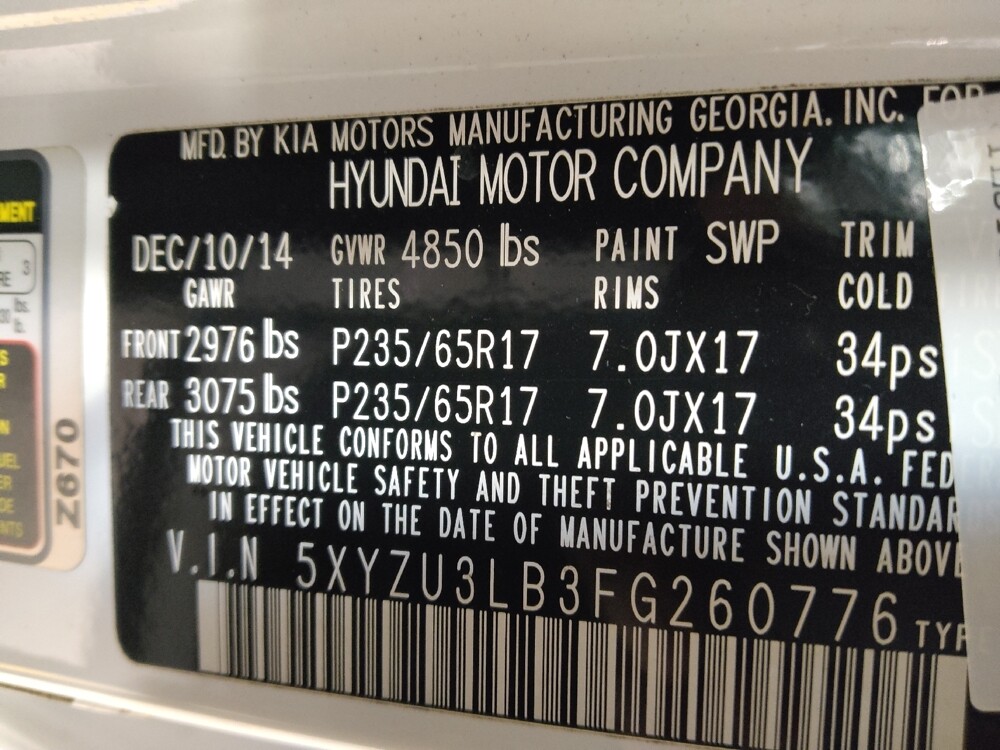 MFD. BY KIA MOTORS MANUFACTURING GEORGIA. INC. FOR
HYUNDAI MOTOR COMPANY
DEC/10/14 GVWR 4850 lbs PAINT SWP TRIM
GAWR TIRES RIMS COLD
FRONT 2976 lbs P235/65R17 7.0JX17 34ps
REAR 3075 lbs P235/65R17 7.0JX17 34ps
THIS VEHICLE CONFORMS TO ALL APPLICABLE U.S.A. FED
MOTOR VEHICLE SAFETY AND THEFT PREVENTION STANDAR
IN EFFECT ON THE DATE OF MANUFACTURE SHOWN ABOVE
V.I.N 5XYZU3LB3FG260776 TYP
Z670
MENT